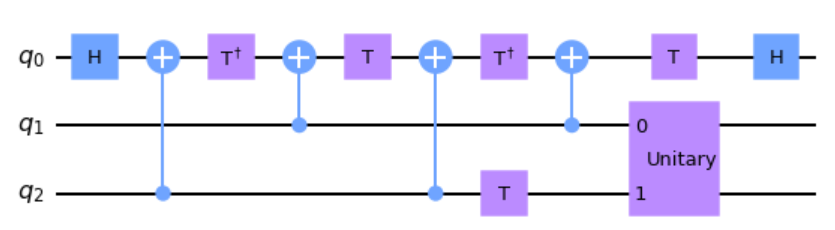 q₀ H T† T T† T H
q₁ 0
Unitary
q₂ T 1